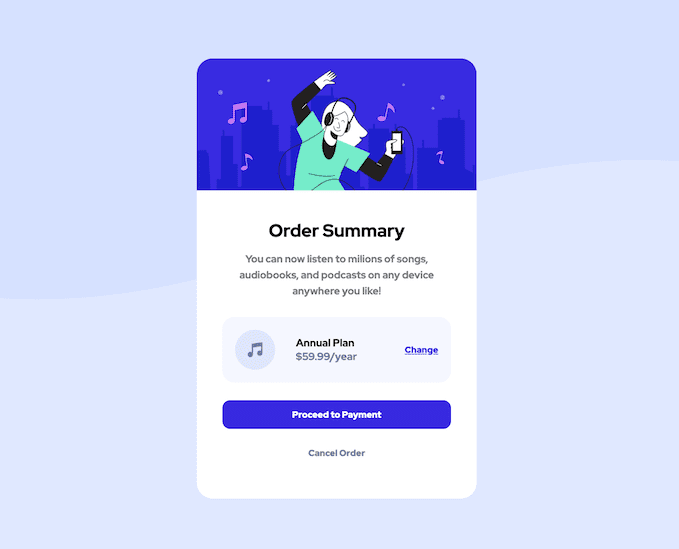 Order Summary
You can now listen to milions of songs,
audiobooks, and podcasts on any device
anywhere you like!
Annual Plan
$59.99/year
Change
Proceed to Payment
Cancel Order